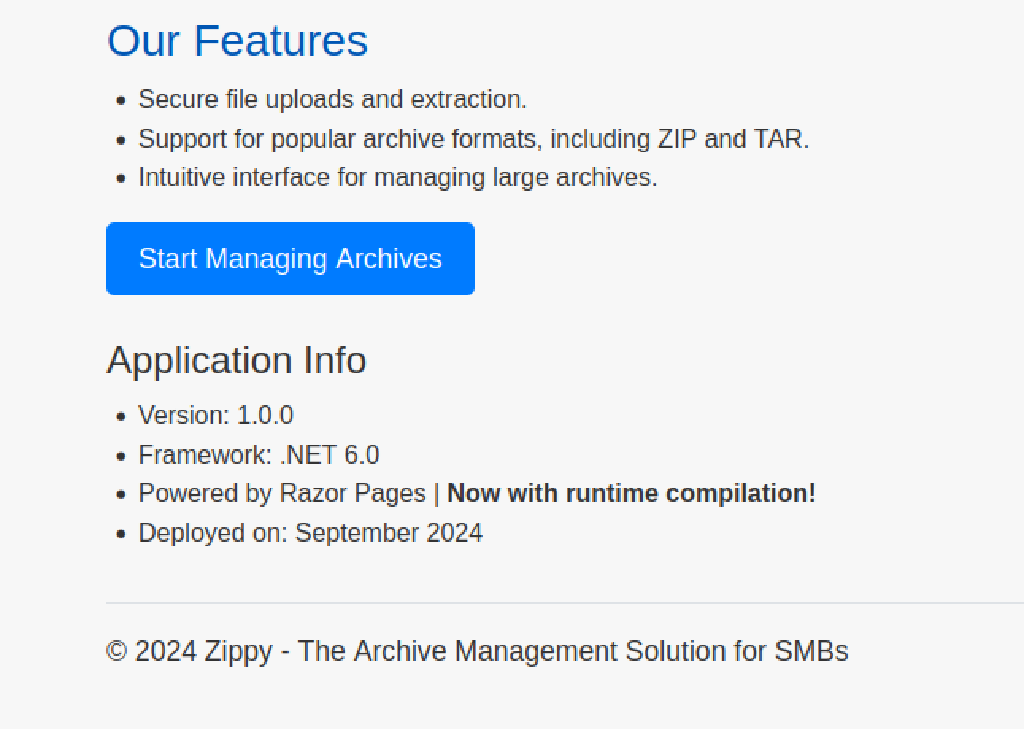 Our Features
Secure file uploads and extraction.
Support for popular archive formats, including ZIP and TAR.
Intuitive interface for managing large archives.
Start Managing Archives
Application Info
Version: 1.0.0
Framework: .NET 6.0
Powered by Razor Pages | Now with runtime compilation!
Deployed on: September 2024
© 2024 Zippy - The Archive Management Solution for SMBs